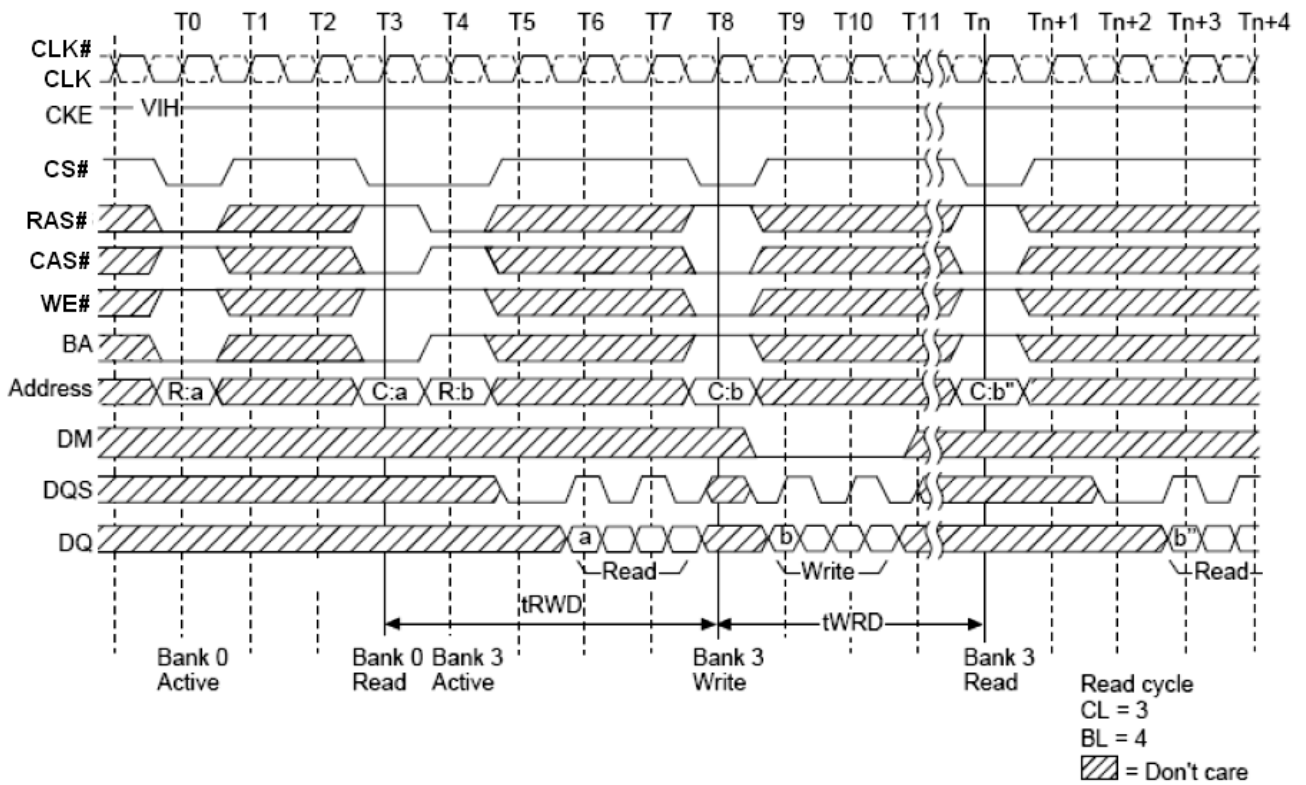 T0 T1 T2 T3 T4 T5 T6 T7 T8 T9 T10 T11 Tn Tn+1 Tn+2 Tn+3 Tn+4
CLK#
CLK
CKE VIH
CS#
RAS#
CAS#
WE#
BA
Address R:a C:a R:b C:b C:b"
DM
DQS
DQ a b b"
Read Write Read
tRWD
tWRD
Bank 0 Bank 0 Bank 3 Bank 3 Bank 3
Active Read Active Write Read
Read cycle
CL = 3
BL = 4
= Don't care